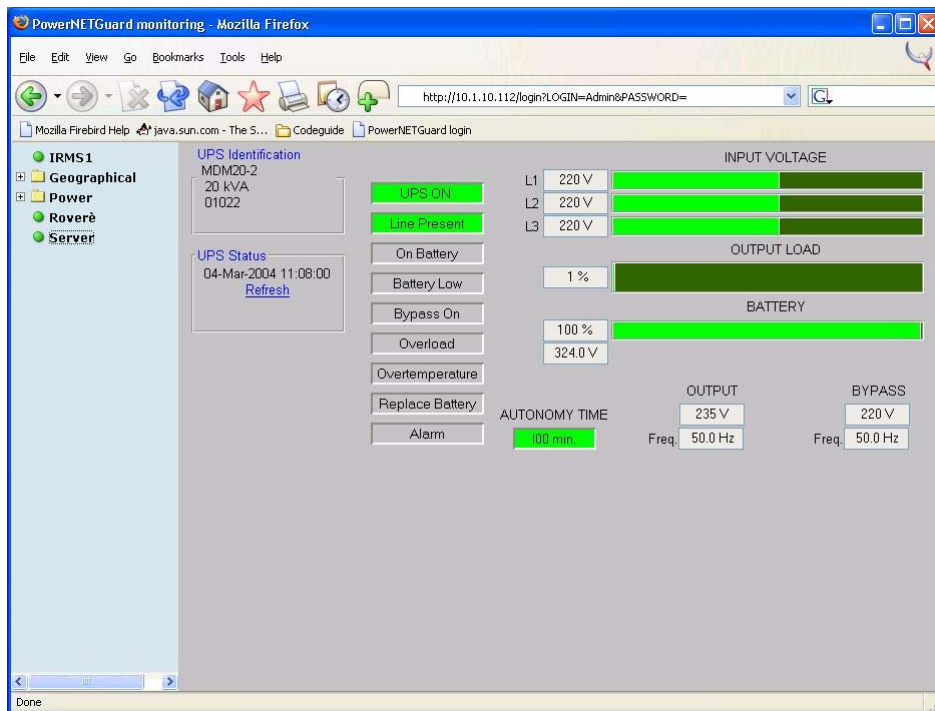 PowerNETGuard monitoring - Mozilla Firefox
File Edit View Go Bookmarks Tools Help
http://10.1.10.112/login?LOGIN=Admin&PASSWORD=
G
Mozilla Firebird Help java.sun.com - The S... Codeguide PowerNETGuard login
IRMS1
Geographical
Power
Roverè
Server
UPS Identification
MDM20-2
20 kVA
01022
UPS Status
04-Mar-2004 11:08:00
Refresh
UPS ON
Line Present
On Battery
Battery Low
Bypass On
Overload
Overtemperature
Replace Battery
Alarm
INPUT VOLTAGE
L1 220 V
L2 220 V
L3 220 V
OUTPUT LOAD
1 %
BATTERY
100 %
324.0 V
AUTONOMY TIME
100 min.
OUTPUT
235 V
Freq. 50.0 Hz
BYPASS
220 V
Freq. 50.0 Hz
Done